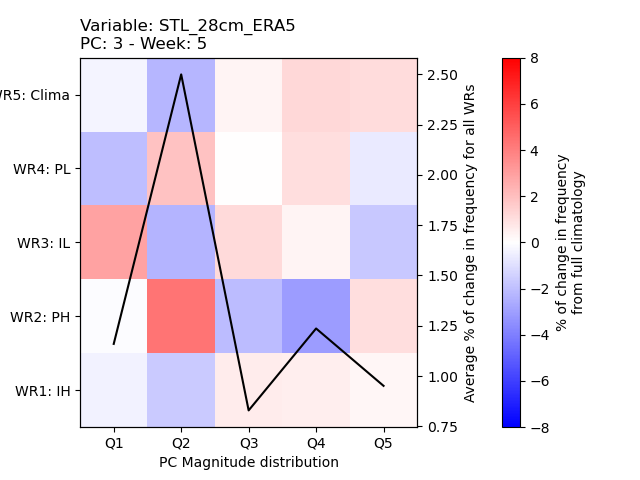 Variable: STL_28cm_ERA5
PC: 3 - Week: 5
R5: Clima
WR4: PL
WR3: IL
WR2: PH
WR1: IH
Q1 Q2 Q3 Q4 Q5
PC Magnitude distribution
2.50
2.25
2.00
1.75
1.50
1.25
1.00
0.75
Average % of change in frequency for all WRs
8
6
4
2
0
−2
−4
−6
−8
% of change in frequency
from full climatology